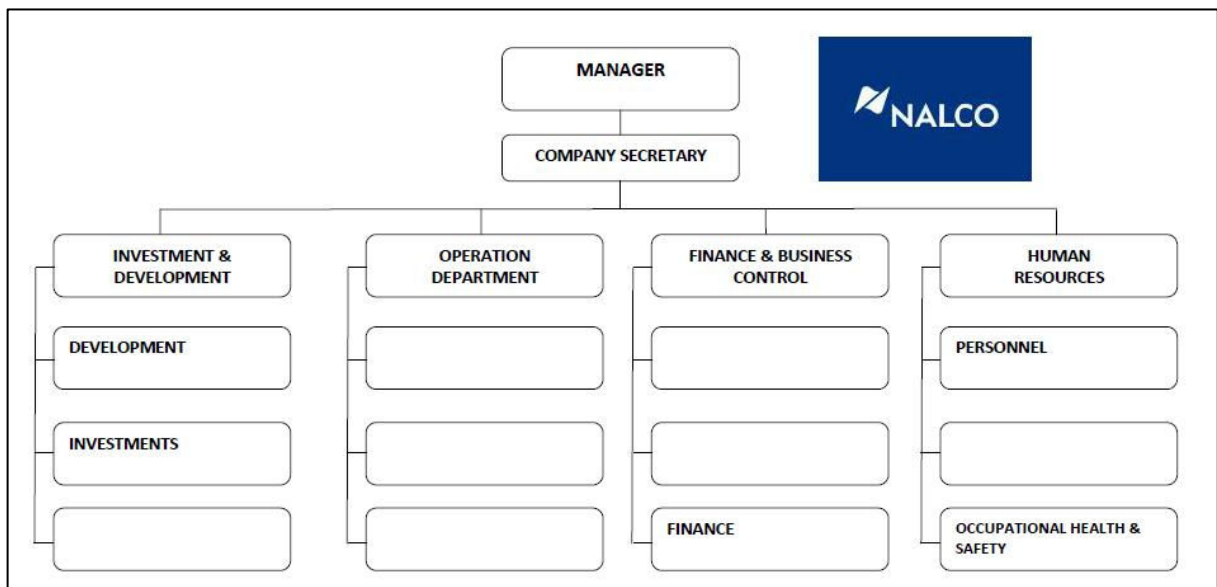 MANAGER
NALCO
COMPANY SECRETARY
INVESTMENT &
DEVELOPMENT
OPERATION
DEPARTMENT
FINANCE & BUSINESS
CONTROL
HUMAN
RESOURCES
DEVELOPMENT
PERSONNEL
INVESTMENTS
FINANCE
OCCUPATIONAL HEALTH &
SAFETY